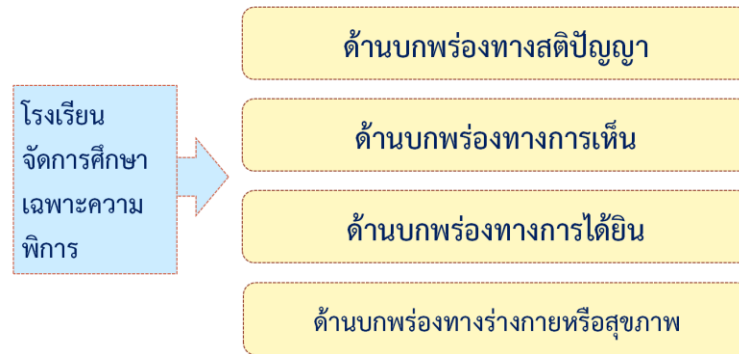 โรงเรียน
จัดการศึกษา
เฉพาะความ
พิการ
ด้านบกพร่องทางสติปัญญา
ด้านบกพร่องทางการเห็น
ด้านบกพร่องทางการได้ยิน
ด้านบกพร่องทางร่างกายหรือสุขภาพ